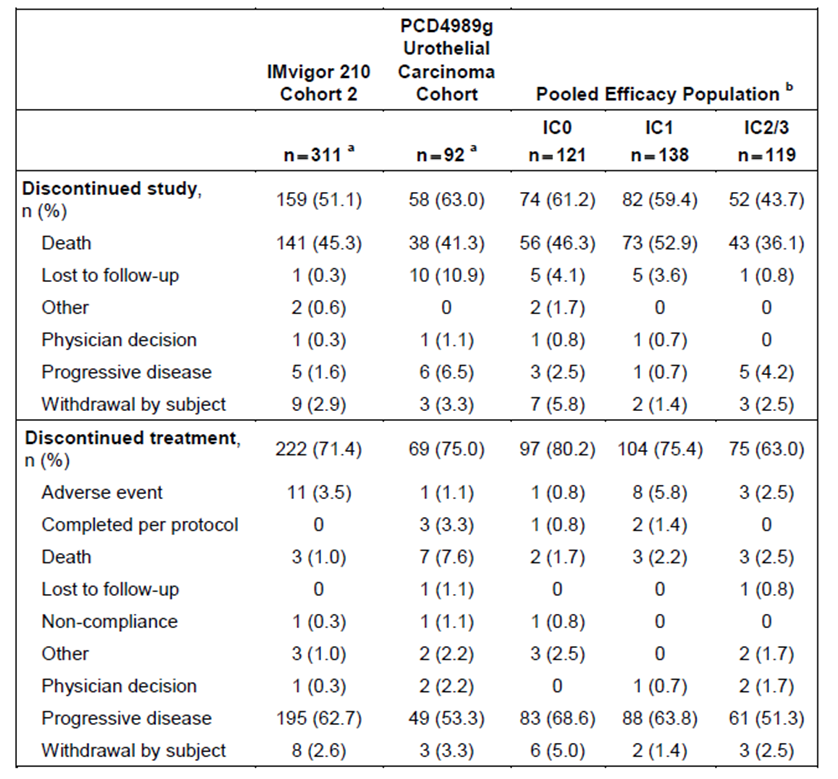 IMvigor 210 Cohort 2 | PCD4989g Urothelial Carcinoma Cohort | Pooled Efficacy Population b
n=311 a | n=92 a | IC0 n=121 | IC1 n=138 | IC2/3 n=119
Discontinued study, n (%) 159 (51.1) 58 (63.0) 74 (61.2) 82 (59.4) 52 (43.7)
Death 141 (45.3) 38 (41.3) 56 (46.3) 73 (52.9) 43 (36.1)
Lost to follow-up 1 (0.3) 10 (10.9) 5 (4.1) 5 (3.6) 1 (0.8)
Other 2 (0.6) 0 2 (1.7) 0 0
Physician decision 1 (0.3) 1 (1.1) 1 (0.8) 1 (0.7) 0
Progressive disease 5 (1.6) 6 (6.5) 3 (2.5) 1 (0.7) 5 (4.2)
Withdrawal by subject 9 (2.9) 3 (3.3) 7 (5.8) 2 (1.4) 3 (2.5)
Discontinued treatment, n (%) 222 (71.4) 69 (75.0) 97 (80.2) 104 (75.4) 75 (63.0)
Adverse event 11 (3.5) 1 (1.1) 1 (0.8) 8 (5.8) 3 (2.5)
Completed per protocol 0 3 (3.3) 1 (0.8) 2 (1.4) 0
Death 3 (1.0) 7 (7.6) 2 (1.7) 3 (2.2) 3 (2.5)
Lost to follow-up 0 1 (1.1) 0 0 1 (0.8)
Non-compliance 1 (0.3) 1 (1.1) 1 (0.8) 0 0
Other 3 (1.0) 2 (2.2) 3 (2.5) 0 2 (1.7)
Physician decision 1 (0.3) 2 (2.2) 0 1 (0.7) 2 (1.7)
Progressive disease 195 (62.7) 49 (53.3) 83 (68.6) 88 (63.8) 61 (51.3)
Withdrawal by subject 8 (2.6) 3 (3.3) 6 (5.0) 2 (1.4) 3 (2.5)